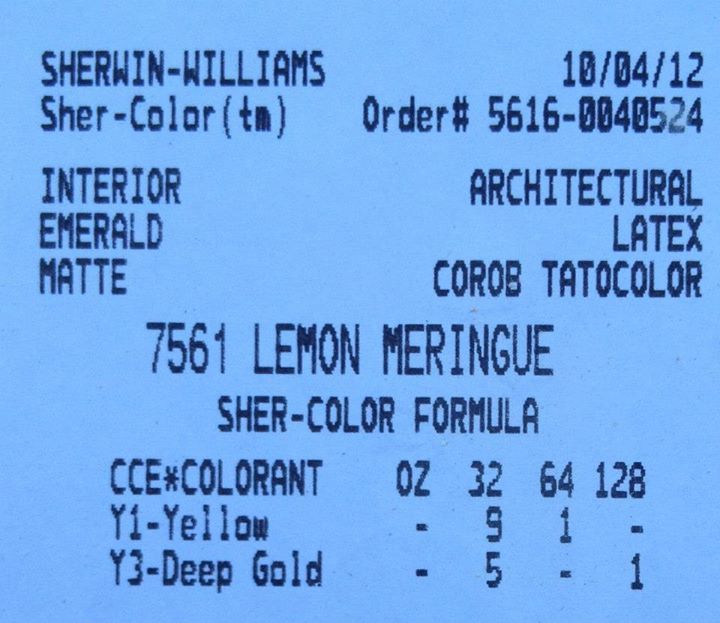 SHERWIN-WILLIAMS 10/04/12
Sher-Color(tm) Order# 5616-0040524
INTERIOR ARCHITECTURAL
EMERALD LATEX
MATTE COROB TATOCOLOR
7561 LEMON MERINGUE
SHER-COLOR FORMULA
CCE*COLORANT OZ 32 64 128
Y1-Yellow - 9 1 -
Y3-Deep Gold - 5 - 1